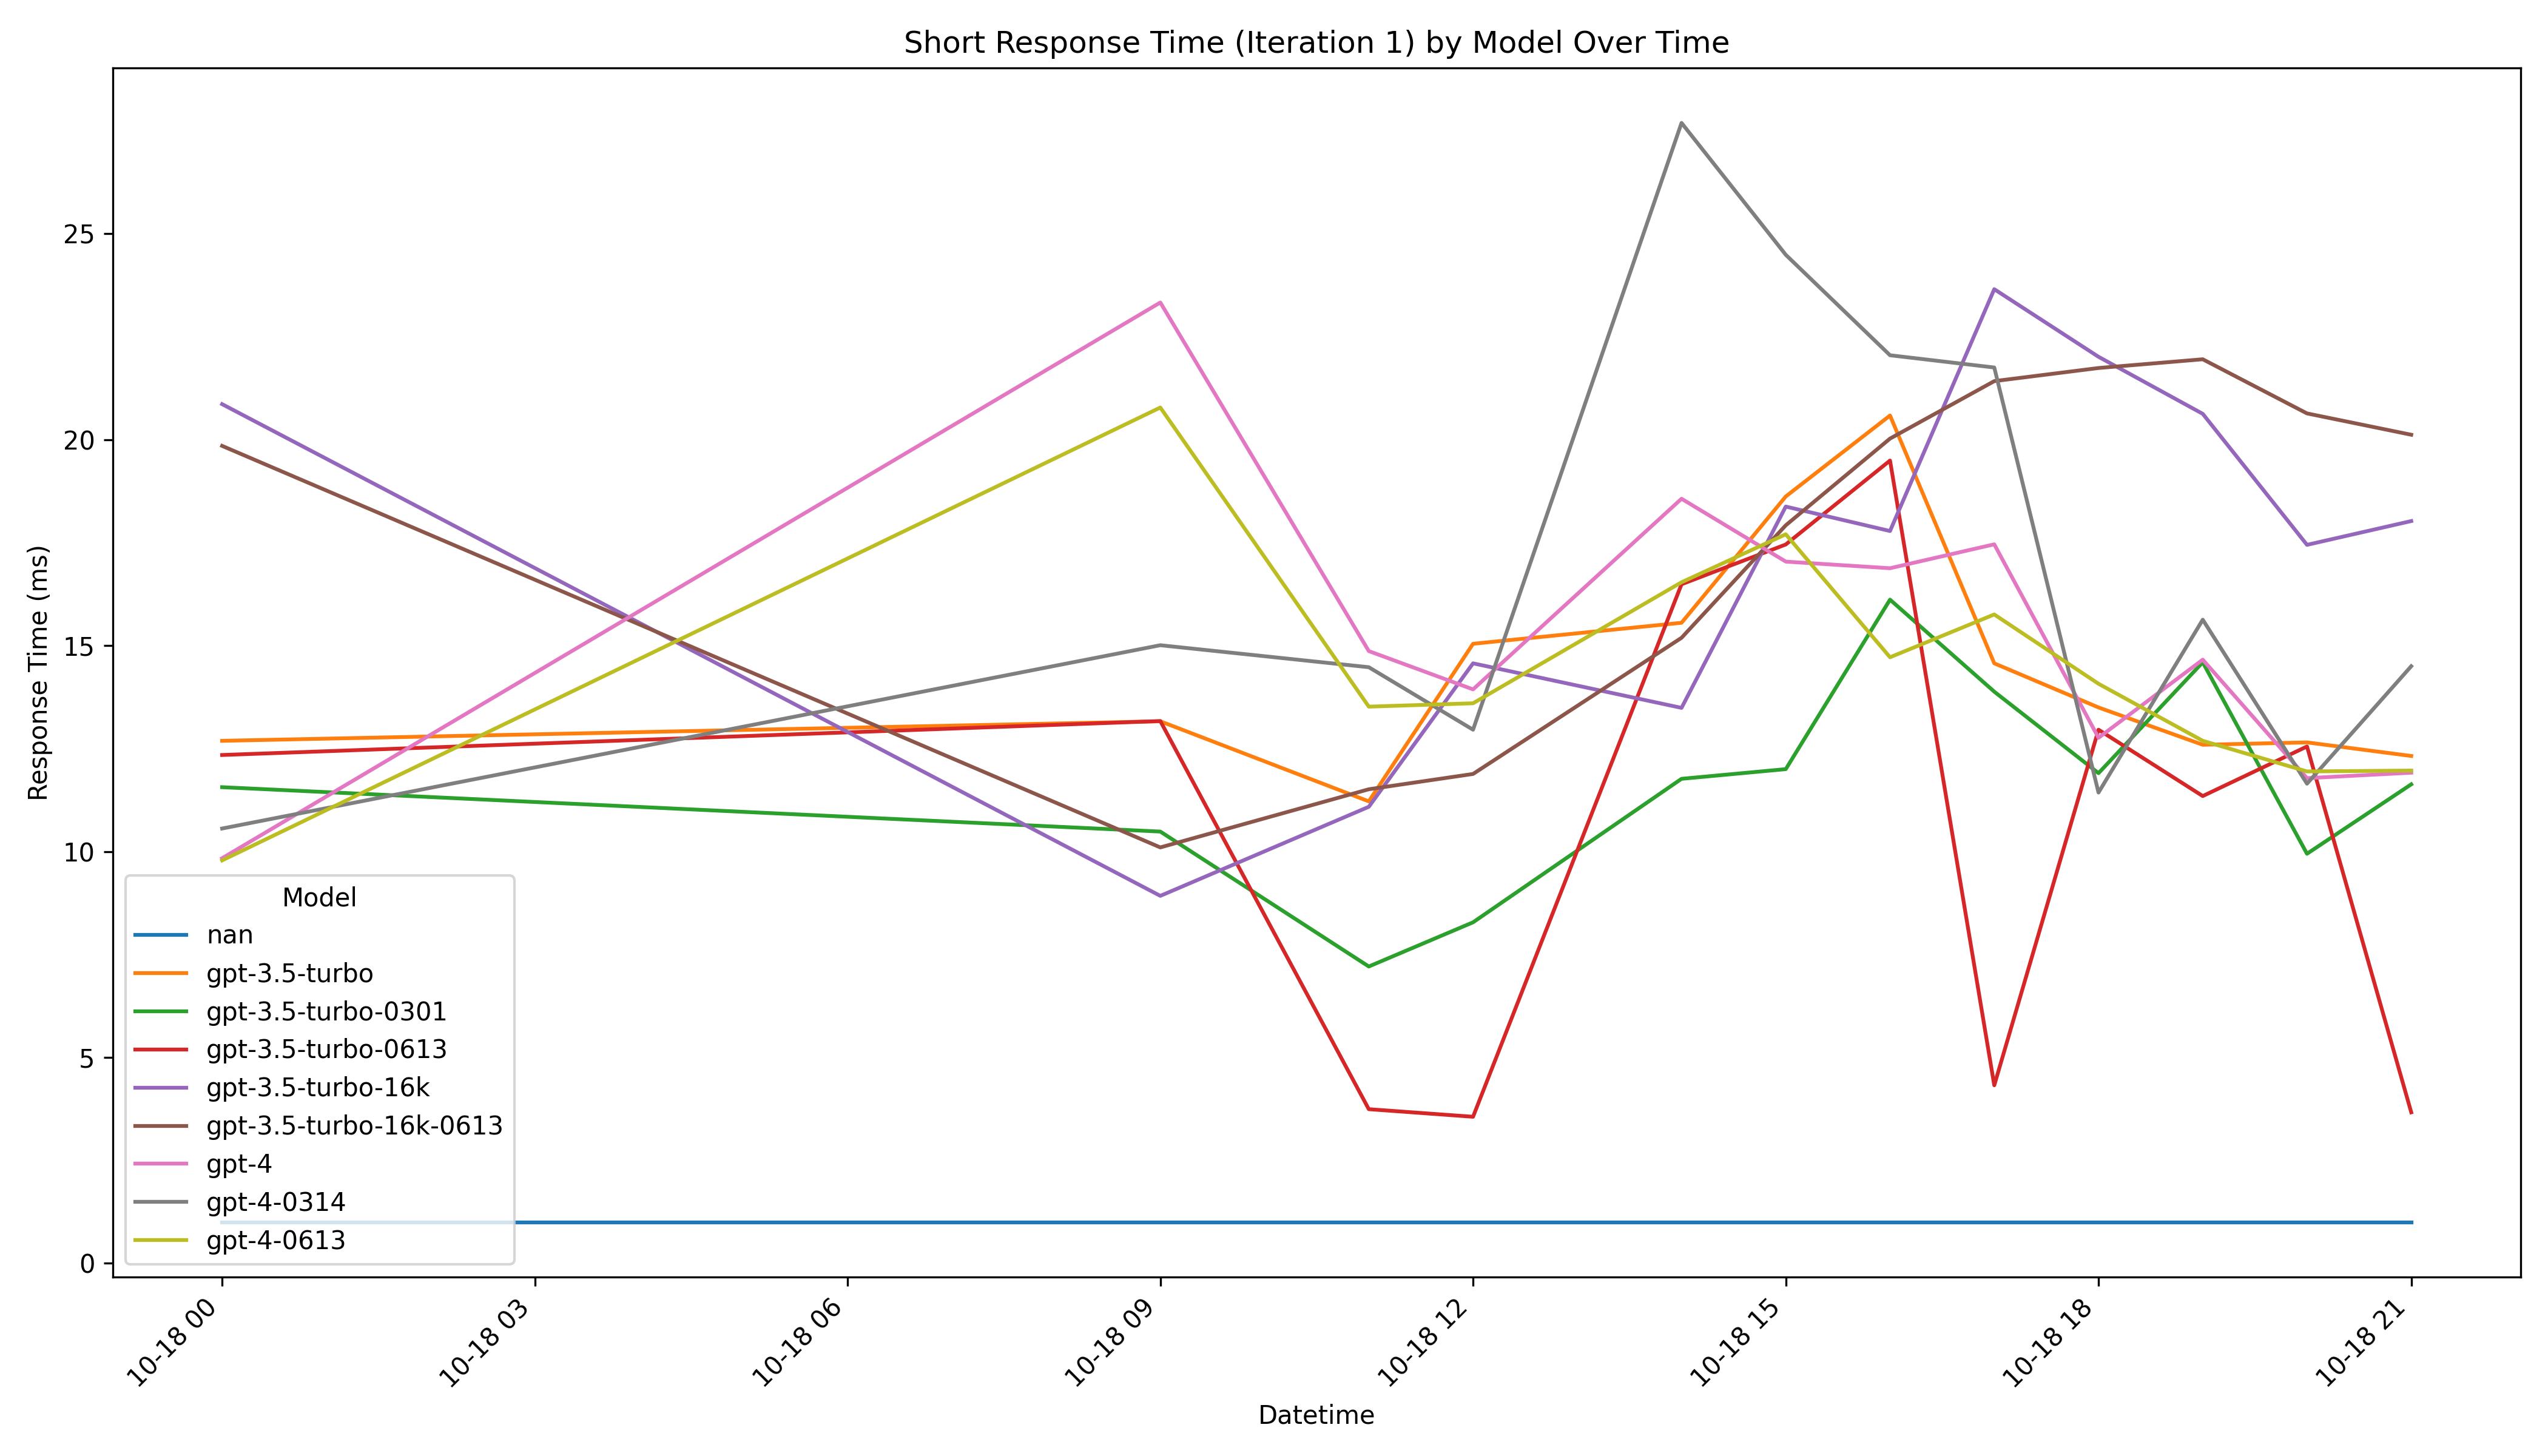 Short Response Time (Iteration 1) by Model Over Time
Response Time (ms)
25
20
15
10
5
0
Model
nan
gpt-3.5-turbo
gpt-3.5-turbo-0301
gpt-3.5-turbo-0613
gpt-3.5-turbo-16k
gpt-3.5-turbo-16k-0613
gpt-4
gpt-4-0314
gpt-4-0613
10-18 00
10-18 03
10-18 06
10-18 09
10-18 12
10-18 15
10-18 18
10-18 21
Datetime